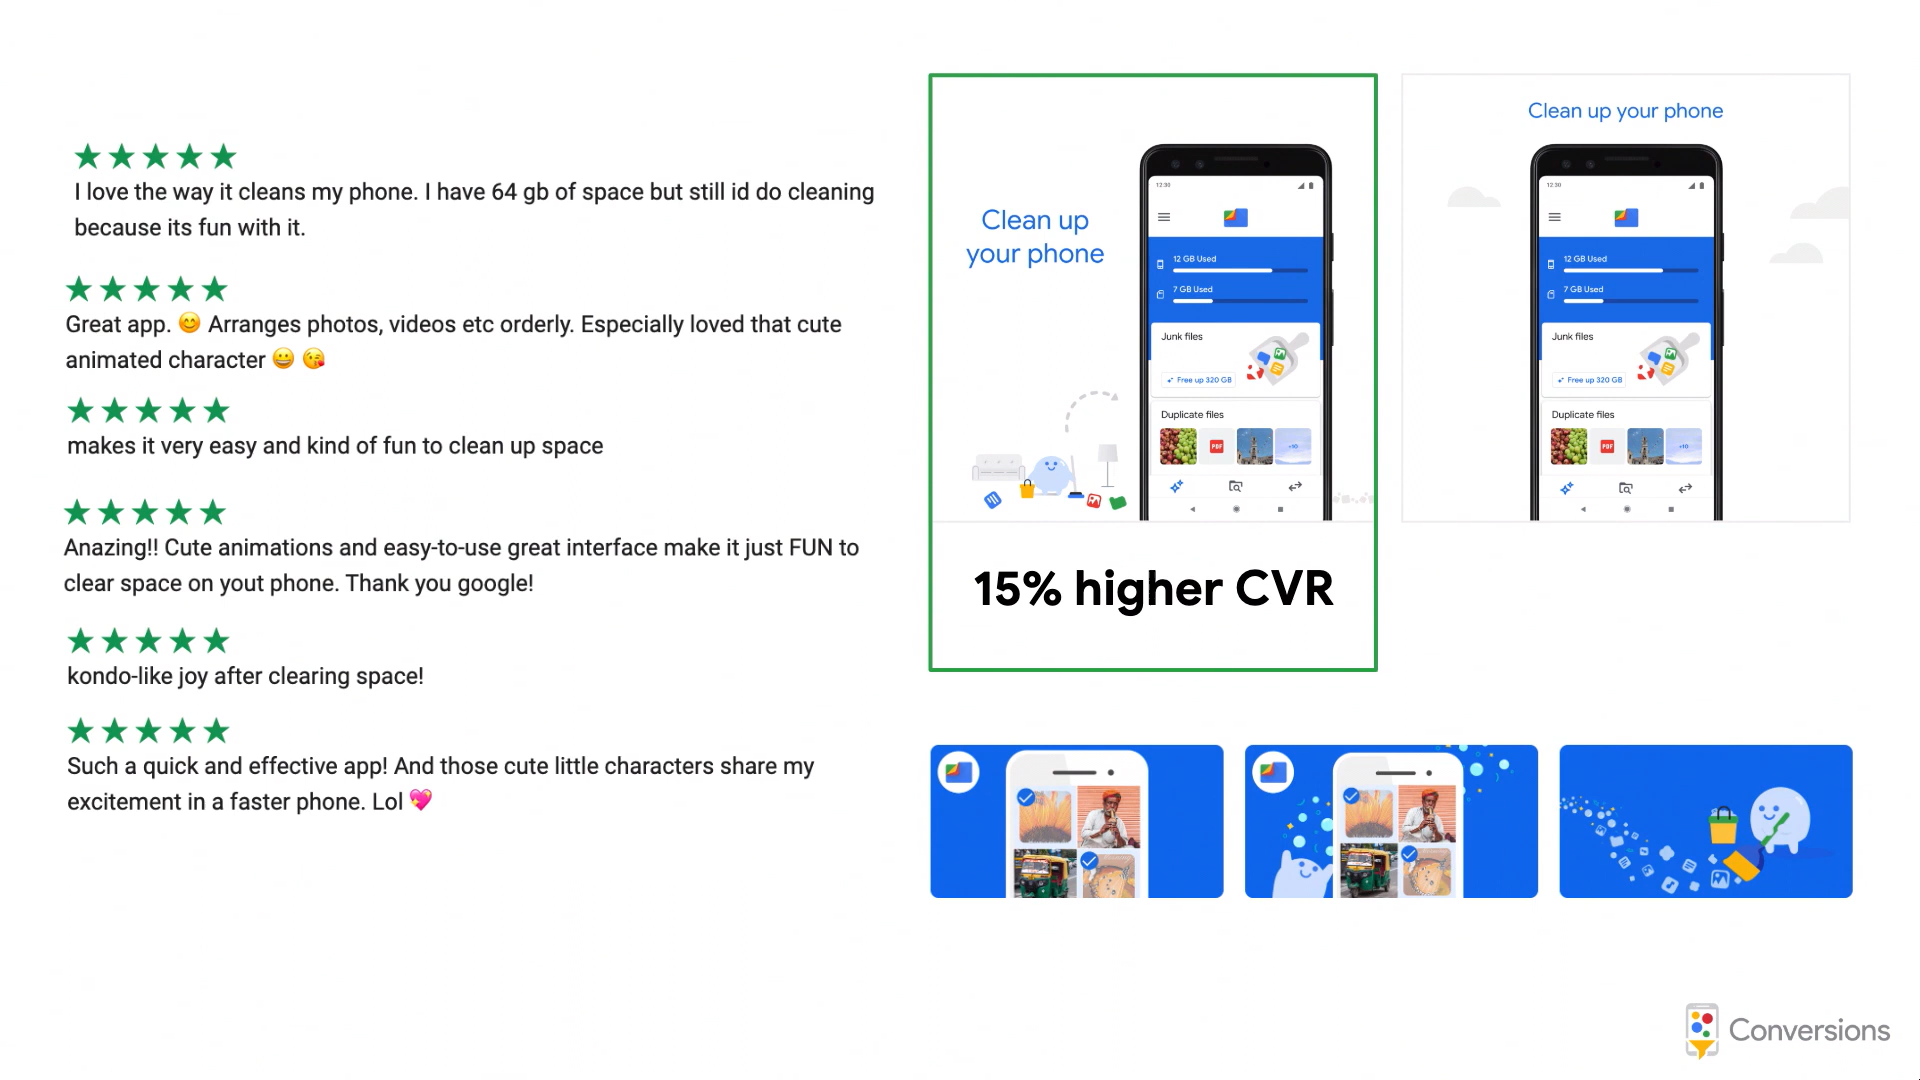 I love the way it cleans my phone. I have 64 gb of space but still id do cleaning
because its fun with it.
Great app. 😊 Arranges photos, videos etc orderly. Especially loved that cute
animated character 😀 😘
makes it very easy and kind of fun to clean up space
Anazing!! Cute animations and easy-to-use great interface make it just FUN to
clear space on yout phone. Thank you google!
kondo-like joy after clearing space!
Such a quick and effective app! And those cute little characters share my
excitement in a faster phone. Lol 💖
Clean up
your phone
12:30
12 GB Used
7 GB Used
Junk files
Free up 320 GB
Duplicate files
PDF
+10
15% higher CVR
Clean up your phone
12:30
12 GB Used
7 GB Used
Junk files
Free up 320 GB
Duplicate files
PDF
+10
Conversions